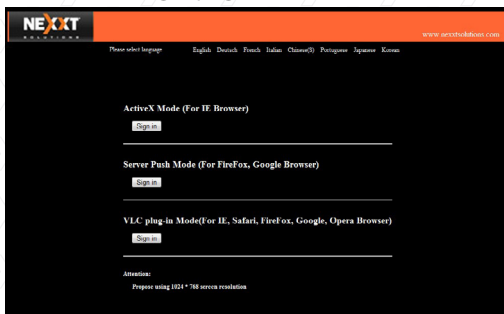 NEXXT
SOLUTIONS
www.nexxtsolutions.com
Please select language English Deutsch French Italian Chinese(S) Portuguese Japanese Korean
ActiveX Mode (For IE Browser)
Sign in
Server Push Mode (For FireFox, Google Browser)
Sign in
VLC plug-in Mode(For IE, Safari, FireFox, Google, Opera Browser)
Sign in
Attention:
Propose using 1024 * 768 screen resolution